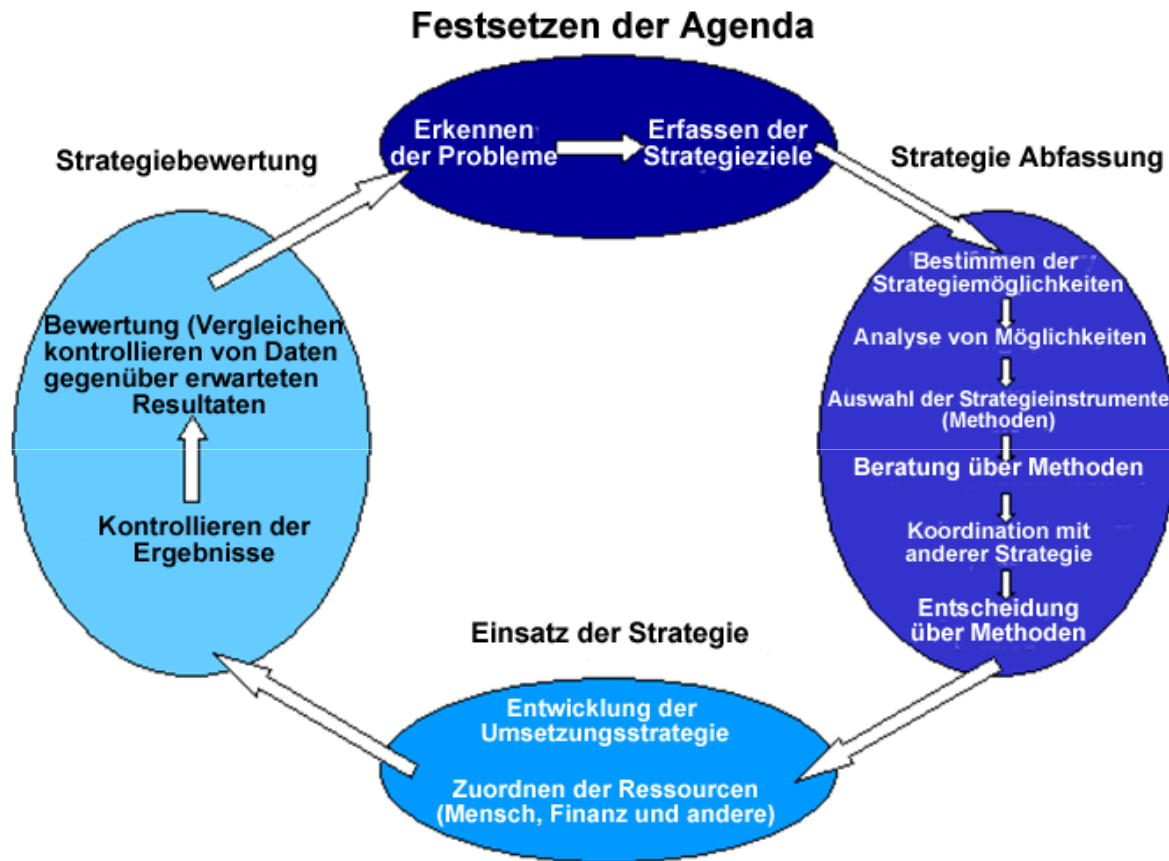 Festsetzen der Agenda
Erkennen
der Probleme
Erfassen der
Strategieziele
Strategiebewertung
Strategie Abfassung
Bestimmen der
Strategiemöglichkeiten
Analyse von Möglichkeiten
Auswahl der Strategieinstrumente
(Methoden)
Beratung über Methoden
Koordination mit
anderer Strategie
Entscheidung
über Methoden
Bewertung (Vergleichen
kontrollieren von Daten
gegenüber erwarteten
Resultaten
Kontrollieren der
Ergebnisse
Einsatz der Strategie
Entwicklung der
Umsetzungsstrategie
Zuordnen der Ressourcen
(Mensch, Finanz und andere)